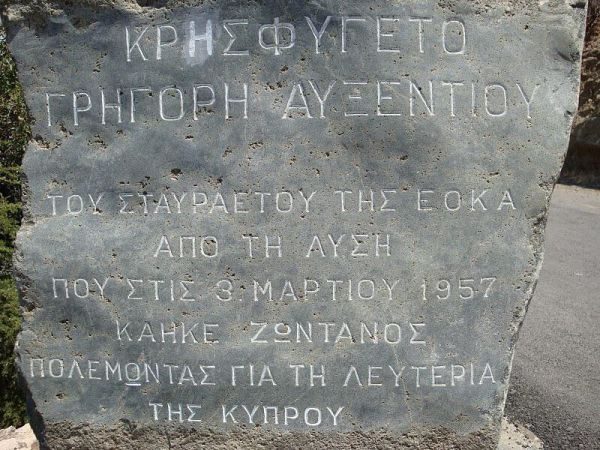 ΚΡΗΣΦΥΓΕΤΟ
ΓΡΗΓΟΡΗ ΑΥΞΕΝΤΙΟΥ
ΤΟΥ ΣΤΑΥΡΑΕΤΟΥ ΤΗΣ ΕΟΚΑ
ΑΠΟ ΤΗ ΛΥΣΗ
ΠΟΥ ΣΤΙΣ 3 ΜΑΡΤΙΟΥ 1957
ΚΑΗΚΕ ΖΩΝΤΑΝΟΣ
ΠΟΛΕΜΩΝΤΑΣ ΓΙΑ ΤΗ ΛΕΥΤΕΡΙΑ
ΤΗΣ ΚΥΠΡΟΥ